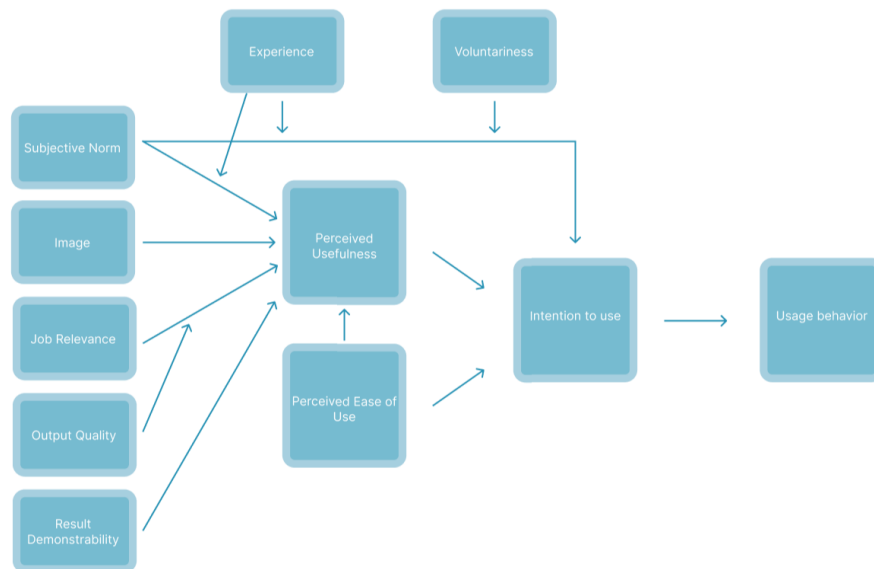 Experience
Voluntariness
Subjective Norm
Image
Perceived
Usefulness
Job Relevance
Intention to use
Usage behavior
Perceived Ease of
Use
Output Quality
Result
Demonstrability